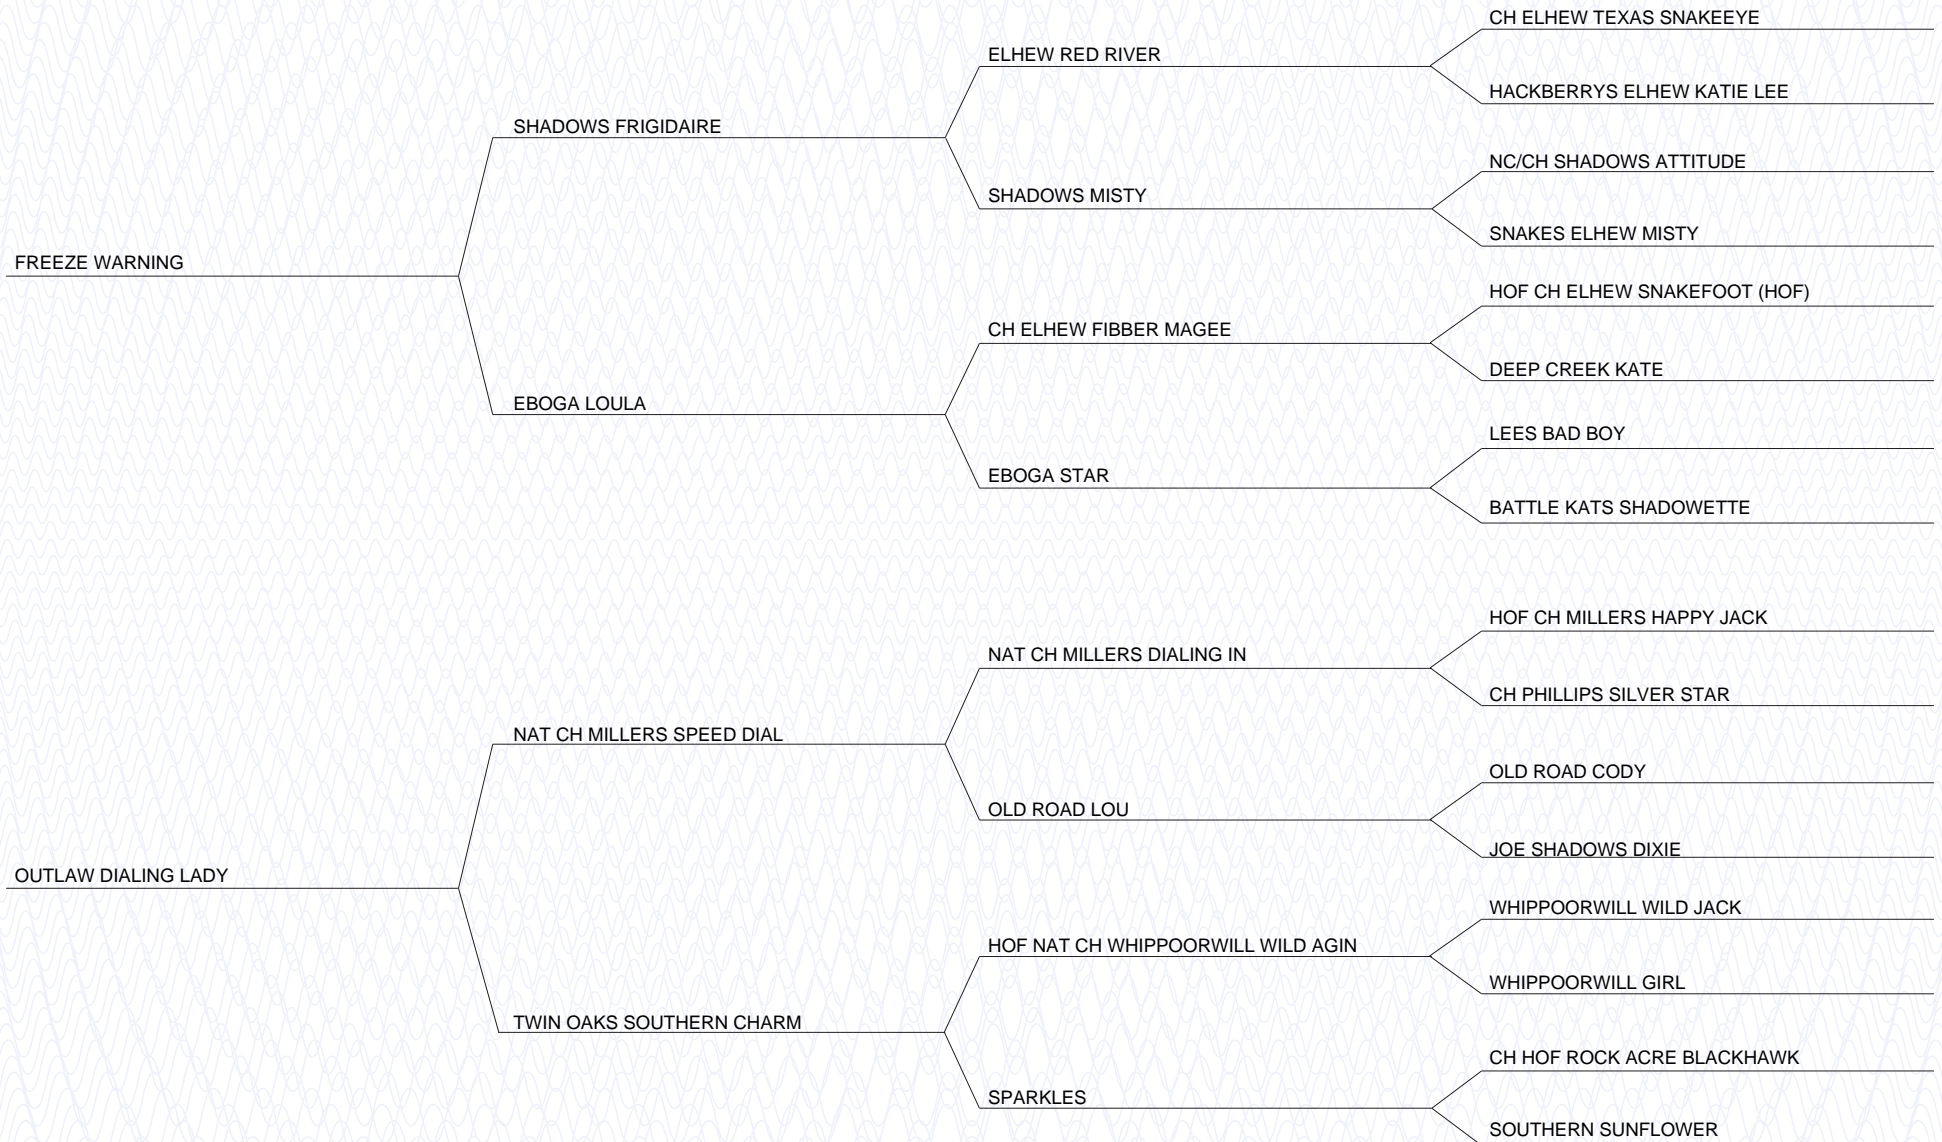 CH ELHEW TEXAS SNAKEEYE
ELHEW RED RIVER
HACKBERRYS ELHEW KATIE LEE
SHADOWS FRIGIDAIRE
NC/CH SHADOWS ATTITUDE
SHADOWS MISTY
SNAKES ELHEW MISTY
FREEZE WARNING
HOF CH ELHEW SNAKEFOOT (HOF)
CH ELHEW FIBBER MAGEE
DEEP CREEK KATE
EBOGA LOULA
LEES BAD BOY
EBOGA STAR
BATTLE KATS SHADOWETTE
HOF CH MILLERS HAPPY JACK
NAT CH MILLERS DIALING IN
CH PHILLIPS SILVER STAR
NAT CH MILLERS SPEED DIAL
OLD ROAD CODY
OLD ROAD LOU
JOE SHADOWS DIXIE
OUTLAW DIALING LADY
WHIPPOORWILL WILD JACK
HOF NAT CH WHIPPOORWILL WILD AGIN
WHIPPOORWILL GIRL
TWIN OAKS SOUTHERN CHARM
CH HOF ROCK ACRE BLACKHAWK
SPARKLES
SOUTHERN SUNFLOWER